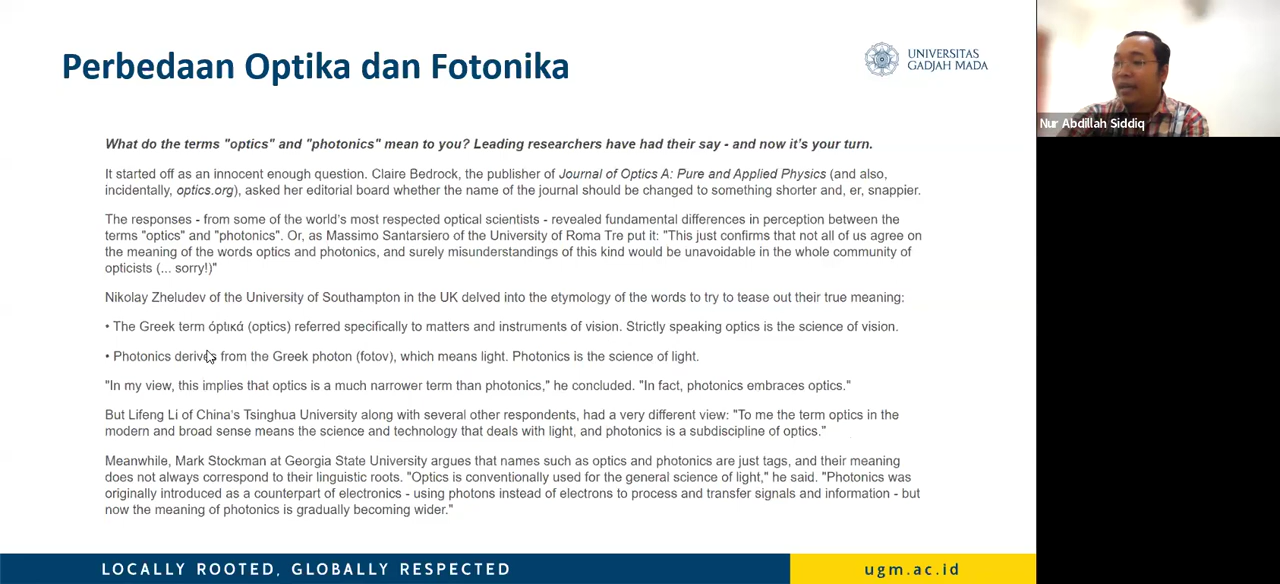 Perbedaan Optika dan Fotonika
UNIVERSITAS
GADJAH MADA
Nur Abdillah Siddiq
What do the terms "optics" and "photonics" mean to you? Leading researchers have had their say - and now it's your turn.
It started off as an innocent enough question. Claire Bedrock, the publisher of Journal of Optics A: Pure and Applied Physics (and also,
incidentally, optics.org), asked her editorial board whether the name of the journal should be changed to something shorter and, er, snappier.
The responses - from some of the world's most respected optical scientists - revealed fundamental differences in perception between the
terms "optics" and "photonics". Or, as Massimo Santarsiero of the University of Roma Tre put it: "This just confirms that not all of us agree on
the meaning of the words optics and photonics, and surely misunderstandings of this kind would be unavoidable in the whole community of
opticists (... sorry!)"
Nikolay Zheludev of the University of Southampton in the UK delved into the etymology of the words to try to tease out their true meaning:
• The Greek term óptiká (optics) referred specifically to matters and instruments of vision. Strictly speaking optics is the science of vision.
• Photonics derives from the Greek photon (fotov), which means light. Photonics is the science of light.
"In my view, this implies that optics is a much narrower term than photonics," he concluded. "In fact, photonics embraces optics."
But Lifeng Li of China's Tsinghua University along with several other respondents, had a very different view: "To me the term optics in the
modern and broad sense means the science and technology that deals with light, and photonics is a subdiscipline of optics."
Meanwhile, Mark Stockman at Georgia State University argues that names such as optics and photonics are just tags, and their meaning
does not always correspond to their linguistic roots. "Optics is conventionally used for the general science of light," he said. "Photonics was
originally introduced as a counterpart of electronics - using photons instead of electrons to process and transfer signals and information - but
now the meaning of photonics is gradually becoming wider."
LOCALLY ROOTED, GLOBALLY RESPECTED
ugm.ac.id